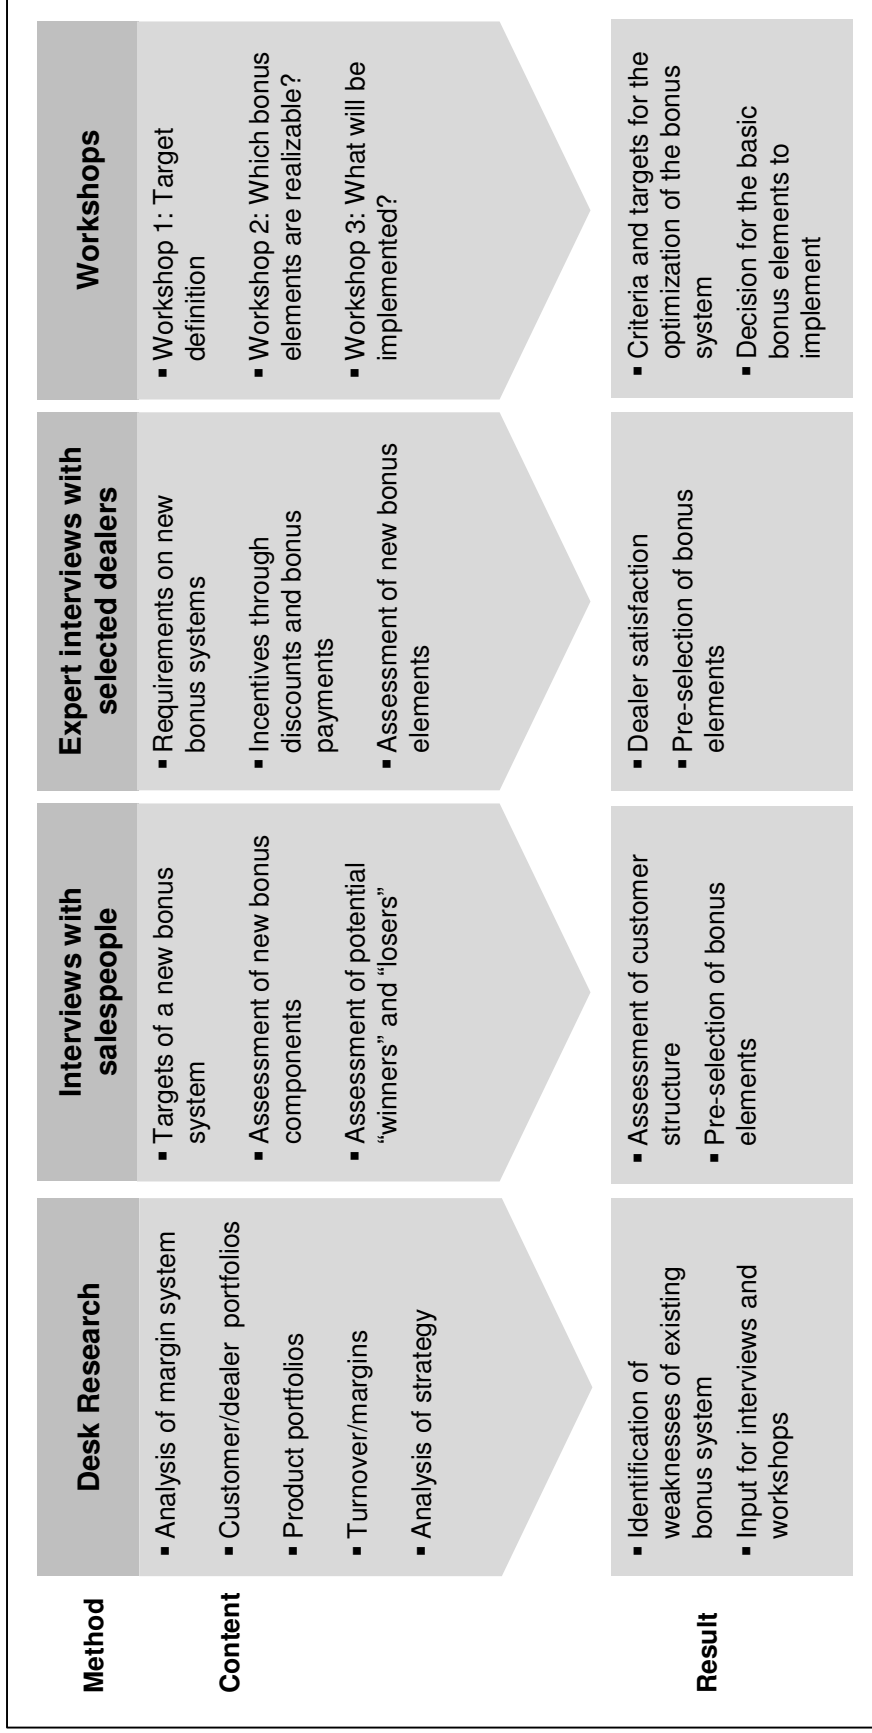 Method
Desk Research
Interviews with
salespeople
Expert interviews with
selected dealers
Workshops
Content
▪ Analysis of margin system
▪ Customer/dealer portfolios
▪ Product portfolios
▪ Turnover/margins
▪ Analysis of strategy
▪ Targets of a new bonus
system
▪ Assessment of new bonus
components
▪ Assessment of potential
“winners” and “losers”
▪ Requirements on new
bonus systems
▪ Incentives through
discounts and bonus
payments
▪ Assessment of new bonus
elements
▪ Workshop 1: Target
definition
▪ Workshop 2: Which bonus
elements are realizable?
▪ Workshop 3: What will be
implemented?
Result
▪ Identification of
weaknesses of existing
bonus system
▪ Input for interviews and
workshops
▪ Assessment of customer
structure
▪ Pre-selection of bonus
elements
▪ Dealer satisfaction
▪ Pre-selection of bonus
elements
▪ Criteria and targets for the
optimization of the bonus
system
▪ Decision for the basic
bonus elements to
implement